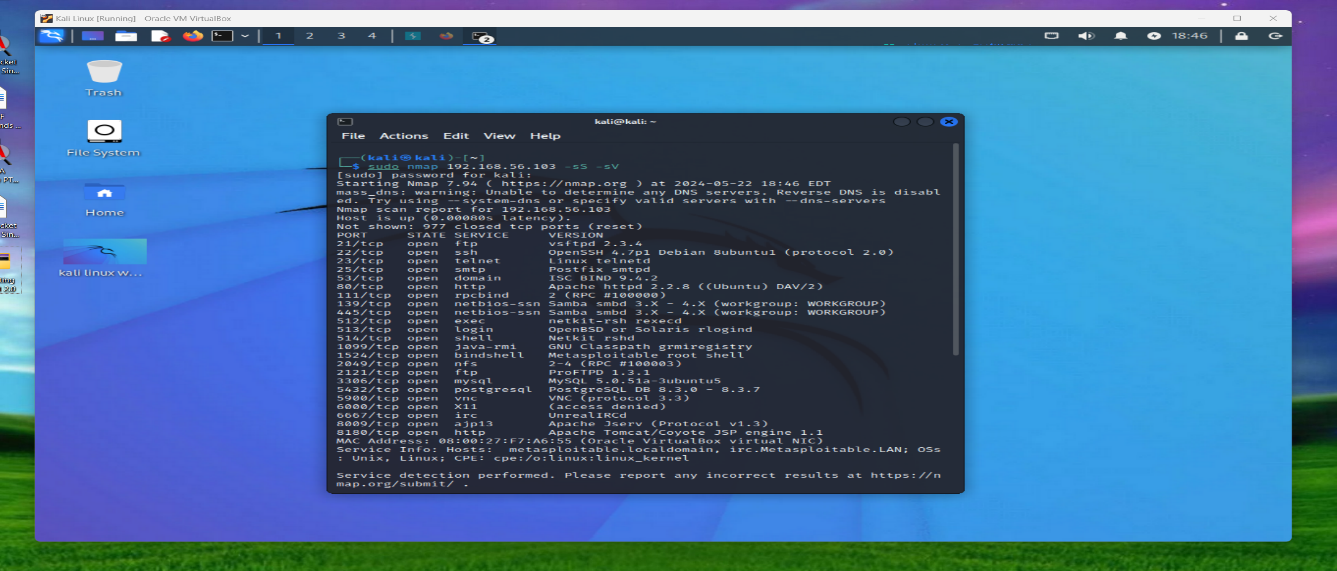 Kali Linux [Running] - Oracle VM VirtualBox
1 2 3 4
2
18:46
Trash
File System
Home
kali linux w...
kali@kali: ~
File Actions Edit View Help
┌──(kali㉿kali)-[~]
└─$ sudo nmap 192.168.56.103 -sS -sV
[sudo] password for kali:
Starting Nmap 7.94 ( https://nmap.org ) at 2024-05-22 18:46 EDT
mass_dns: warning: Unable to determine any DNS servers. Reverse DNS is disabl
ed. Try using --system-dns or specify valid servers with --dns-servers
Nmap scan report for 192.168.56.103
Host is up (0.00080s latency).
Not shown: 977 closed tcp ports (reset)
PORT STATE SERVICE VERSION
21/tcp open ftp vsftpd 2.3.4
22/tcp open ssh OpenSSH 4.7p1 Debian 8ubuntu1 (protocol 2.0)
23/tcp open telnet Linux telnetd
25/tcp open smtp Postfix smtpd
53/tcp open domain ISC BIND 9.4.2
80/tcp open http Apache httpd 2.2.8 ((Ubuntu) DAV/2)
111/tcp open rpcbind 2 (RPC #100000)
139/tcp open netbios-ssn Samba smbd 3.X - 4.X (workgroup: WORKGROUP)
445/tcp open netbios-ssn Samba smbd 3.X - 4.X (workgroup: WORKGROUP)
512/tcp open exec netkit-rsh rexecd
513/tcp open login OpenBSD or Solaris rlogind
514/tcp open shell Netkit rshd
1099/tcp open java-rmi GNU Classpath grmiregistry
1524/tcp open bindshell Metasploitable root shell
2049/tcp open nfs 2-4 (RPC #100003)
2121/tcp open ftp ProFTPD 1.3.1
3306/tcp open mysql MySQL 5.0.51a-3ubuntu5
5432/tcp open postgresql PostgreSQL DB 8.3.0 - 8.3.7
5900/tcp open vnc VNC (protocol 3.3)
6000/tcp open X11 (access denied)
6667/tcp open irc UnrealIRCd
8009/tcp open ajp13 Apache Jserv (Protocol v1.3)
8180/tcp open http Apache Tomcat/Coyote JSP engine 1.1
MAC Address: 08:00:27:F7:A6:55 (Oracle VirtualBox virtual NIC)
Service Info: Hosts:  metasploitable.localdomain, irc.Metasploitable.LAN; OSs
: Unix, Linux; CPE: cpe:/o:linux:linux_kernel
Service detection performed. Please report any incorrect results at https://n
map.org/submit/ .